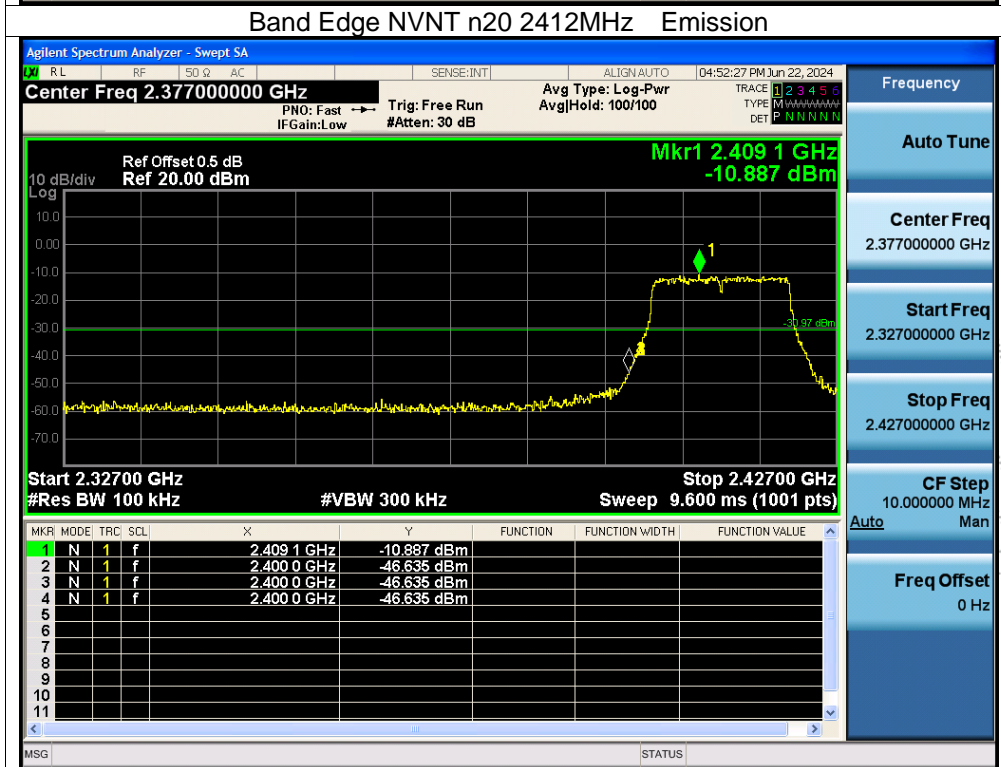 Band Edge NVNT n20 2412MHz Emission
Agilent Spectrum Analyzer - Swept SA
LXI RL RF 50 Ω AC SENSE:INT ALIGN AUTO 04:52:27 PM Jun 22, 2024
Center Freq 2.377000000 GHz
PNO: Fast
IFGain:Low
Trig: Free Run
#Atten: 30 dB
Avg Type: Log-Pwr
Avg|Hold: 100/100
TRACE 1 2 3 4 5 6
TYPE M WWWWW
DET P N N N N N
Ref Offset 0.5 dB
Ref 20.00 dBm
10 dB/div
Log
Mkr1 2.409 1 GHz
-10.887 dBm
10.0
0.00
-10.0
-20.0
-30.0
-40.0
-50.0
-60.0
-70.0
1
-30.97 dBm
Start 2.32700 GHz
Stop 2.42700 GHz
#Res BW 100 kHz
#VBW 300 kHz
Sweep 9.600 ms (1001 pts)
MKR MODE TRC SCL X Y FUNCTION FUNCTION WIDTH FUNCTION VALUE
1 N 1 f 2.409 1 GHz -10.887 dBm
2 N 1 f 2.400 0 GHz -46.635 dBm
3 N 1 f 2.400 0 GHz -46.635 dBm
4 N 1 f 2.400 0 GHz -46.635 dBm
5
6
7
8
9
10
11
MSG
STATUS
Frequency
Auto Tune
Center Freq
2.377000000 GHz
Start Freq
2.327000000 GHz
Stop Freq
2.427000000 GHz
CF Step
10.000000 MHz
Auto Man
Freq Offset
0 Hz